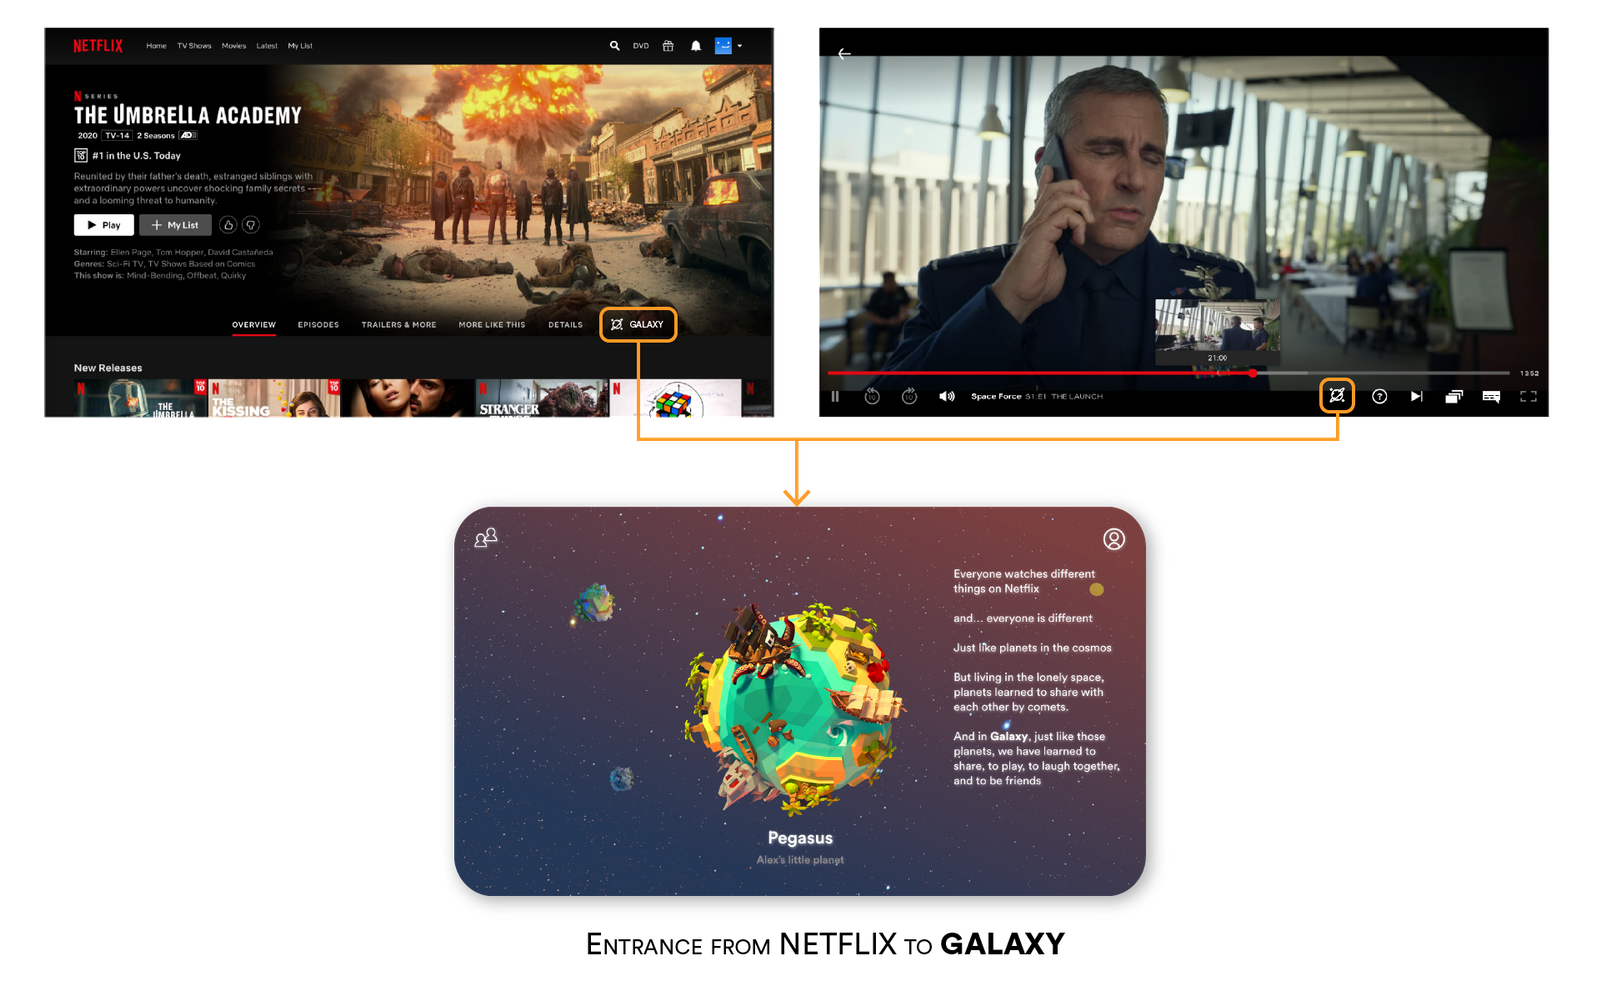 NETFLIX Home TV Shows Movies Latest My List DVD
N SERIES
THE UMBRELLA ACADEMY
2020 TV-14 2 Seasons AD
TOP 10 #1 in the U.S. Today
Reunited by their father's death, estranged siblings with
extraordinary powers uncover shocking family secrets --
and a looming threat to humanity.
Play My List
Starring: Ellen Page, Tom Hopper, David Castañeda
Genres: Sci-Fi TV, TV Shows Based on Comics
This show is: Mind-Bending, Offbeat, Quirky
OVERVIEW EPISODES TRAILERS & MORE MORE LIKE THIS DETAILS GALAXY
New Releases
N TOP 10 N TOP 10 N N N
THE UMBRELLA
THE KISSING
STRANGER
21:00
13:52
10 10 Space Force S1:E1 THE LAUNCH ?
Everyone watches different
things on Netflix
and... everyone is different
Just like planets in the cosmos
But living in the lonely space,
planets learned to share with
each other by comets.
And in Galaxy, just like those
planets, we have learned to
share, to play, to laugh together,
and to be friends
Pegasus
Alex's little planet
ENTRANCE FROM NETFLIX TO GALAXY